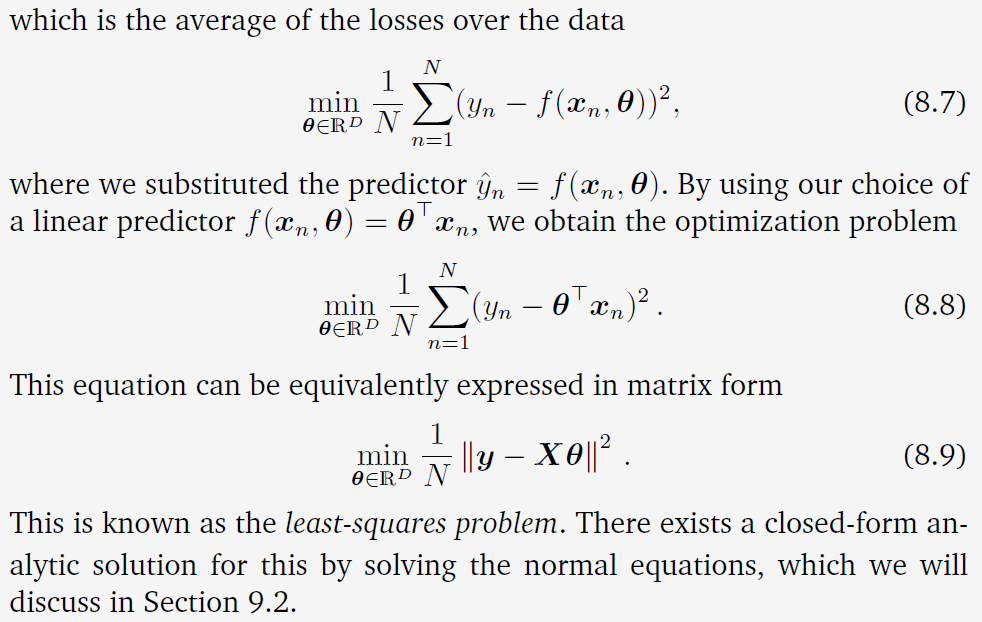 which is the average of the losses over the data
$$\min_{\boldsymbol{\theta} \in \mathbb{R}^D} \frac{1}{N} \sum_{n=1}^{N} (y_n - f(\boldsymbol{x}_n, \boldsymbol{\theta}))^2, \quad (8.7)$$
where we substituted the predictor $\hat{y}_n = f(\boldsymbol{x}_n, \boldsymbol{\theta})$. By using our choice of
a linear predictor $f(\boldsymbol{x}_n, \boldsymbol{\theta}) = \boldsymbol{\theta}^\top \boldsymbol{x}_n$, we obtain the optimization problem
$$\min_{\boldsymbol{\theta} \in \mathbb{R}^D} \frac{1}{N} \sum_{n=1}^{N} (y_n - \boldsymbol{\theta}^\top \boldsymbol{x}_n)^2 . \quad (8.8)$$
This equation can be equivalently expressed in matrix form
$$\min_{\boldsymbol{\theta} \in \mathbb{R}^D} \frac{1}{N} \|\boldsymbol{y} - \boldsymbol{X}\boldsymbol{\theta}\|^2 . \quad (8.9)$$
This is known as the least-squares problem. There exists a closed-form an-
alytic solution for this by solving the normal equations, which we will
discuss in Section 9.2.